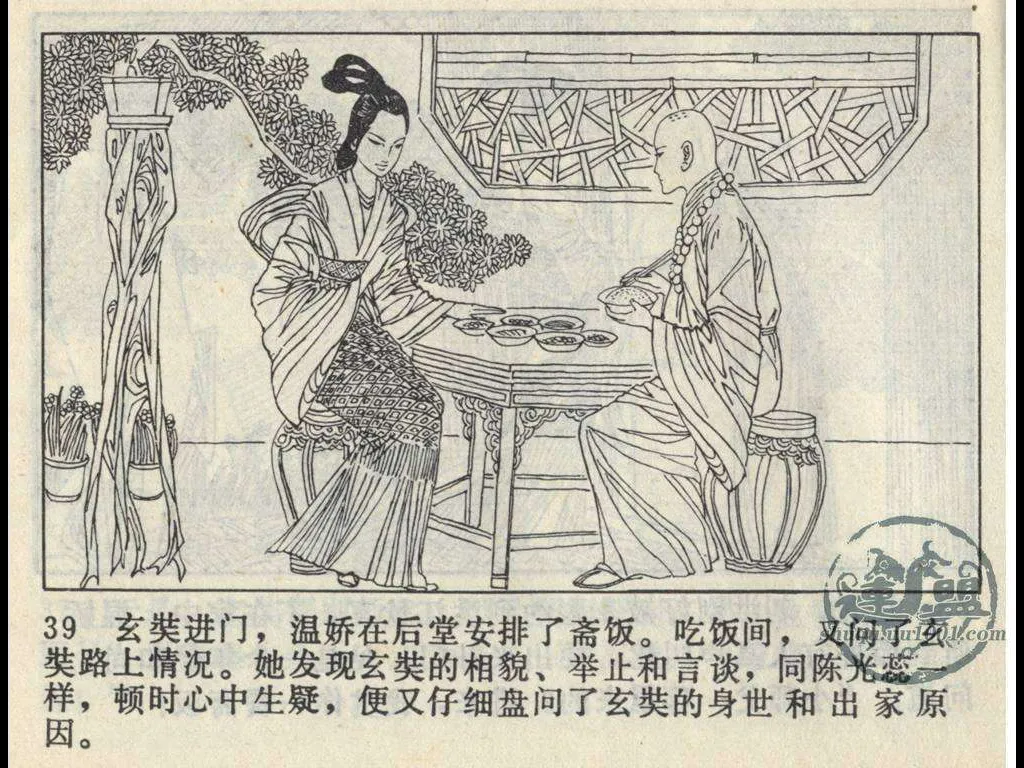 39 玄奘进门，温娇在后堂安排了斋饭。吃饭间，又问了玄
奘路上情况。她发现玄奘的相貌、举止和言谈，同陈光蕊一
样，顿时心中生疑，便又仔细盘问了玄奘的身世和出家原
因。
shunmu1001.com